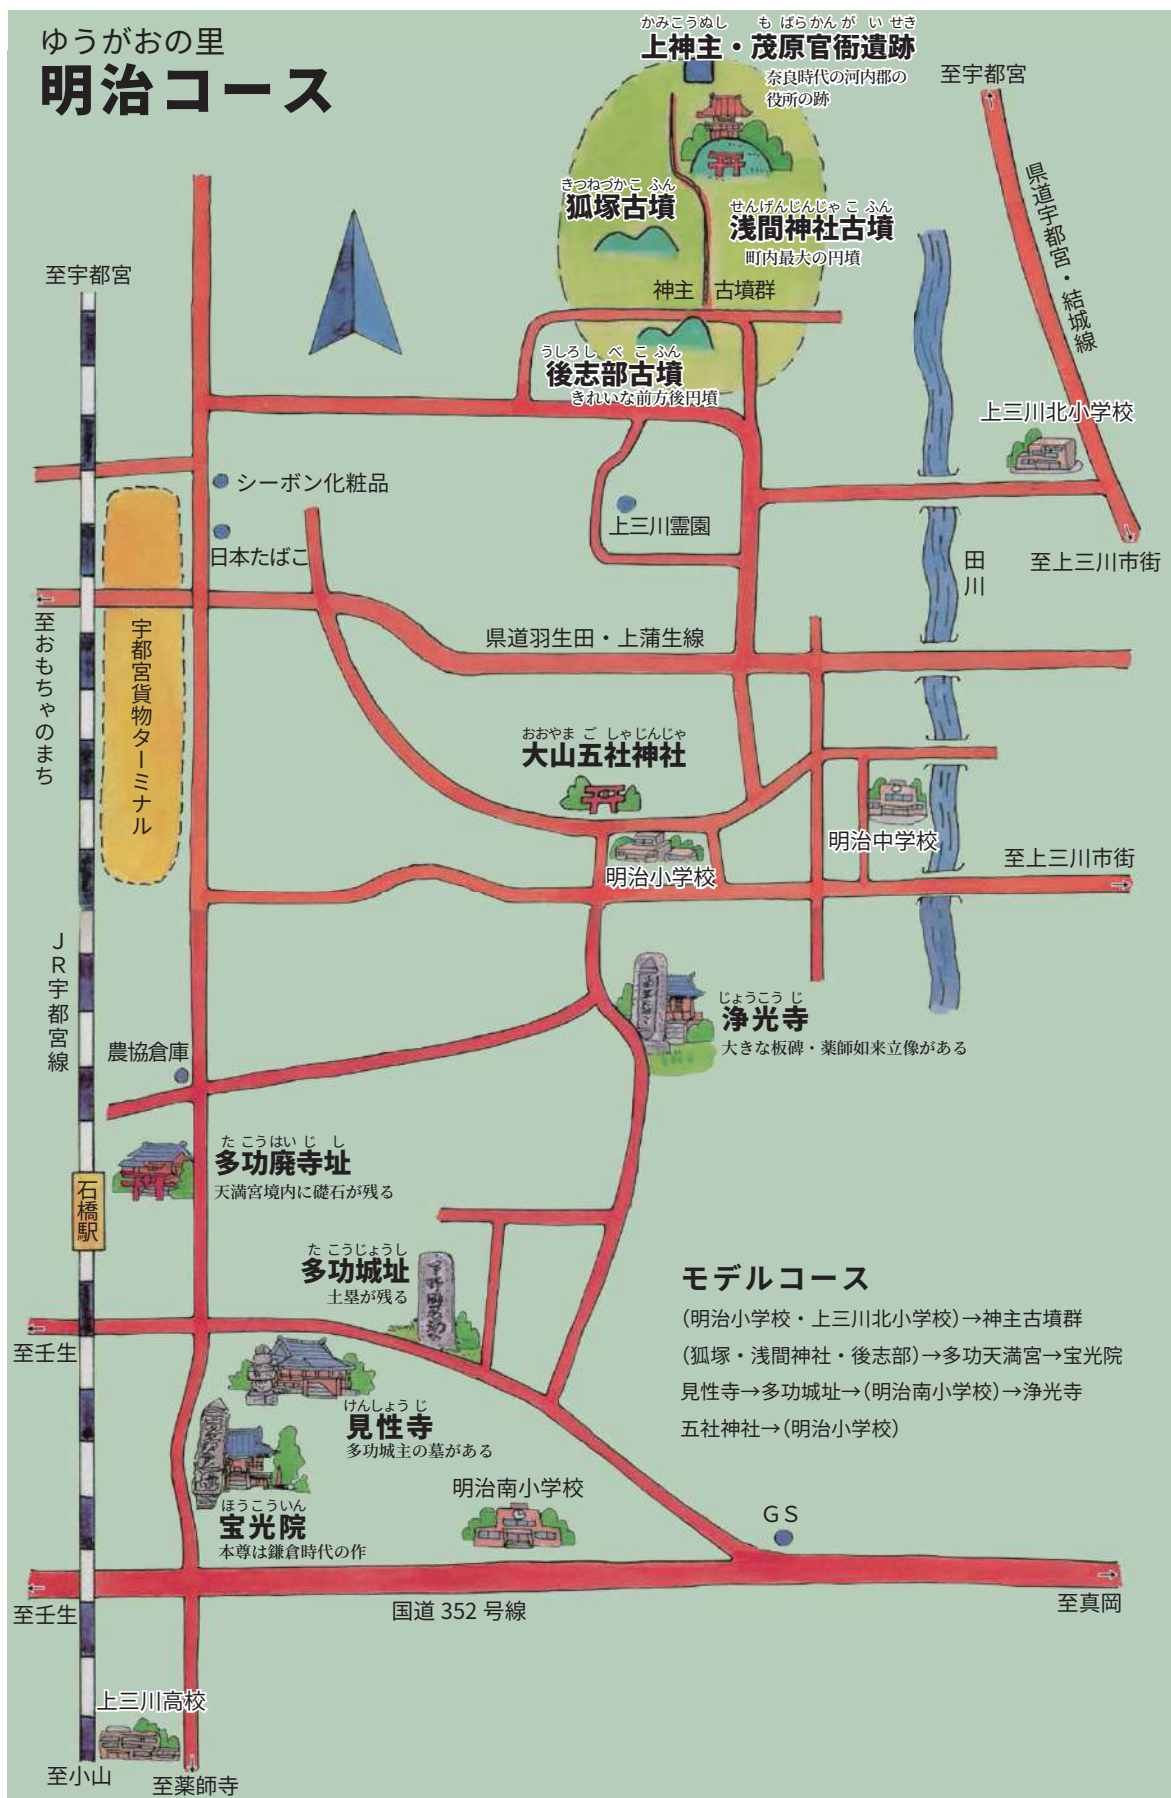 ゆうがおの里
明治コース
かみこうぬし もばらかんがいせき
上神主・茂原官衙遺跡
奈良時代の河内郡の
役所の跡
至宇都宮
県道宇都宮・結城線
きつねづかこふん
狐塚古墳
せんげんじんじゃこふん
浅間神社古墳
町内最大の円墳
至宇都宮
神主古墳群
うしろしべこふん
後志部古墳
きれいな前方後円墳
上三川北小学校
シーボン化粧品
上三川霊園
日本たばこ
田川
至上三川市街
至おもちゃのまち
宇都宮貨物ターミナル
県道羽生田・上蒲生線
おおやまごしゃじんじゃ
大山五社神社
明治中学校
至上三川市街
明治小学校
JR宇都宮線
じょうこうじ
浄光寺
大きな板碑・薬師如来立像がある
農協倉庫
たこうはいじし
多功廃寺址
天満宮境内に礎石が残る
石橋駅
たこうじょうし
多功城址
土塁が残る
モデルコース
(明治小学校・上三川北小学校)→神主古墳群
(狐塚・浅間神社・後志部)→多功天満宮→宝光院
見性寺→多功城址→(明治南小学校)→浄光寺
五社神社→(明治小学校)
至壬生
けんしょうじ
見性寺
多功城主の墓がある
明治南小学校
ほうこういん
宝光院
本尊は鎌倉時代の作
GS
至壬生
国道352号線
至真岡
上三川高校
至小山
至薬師寺